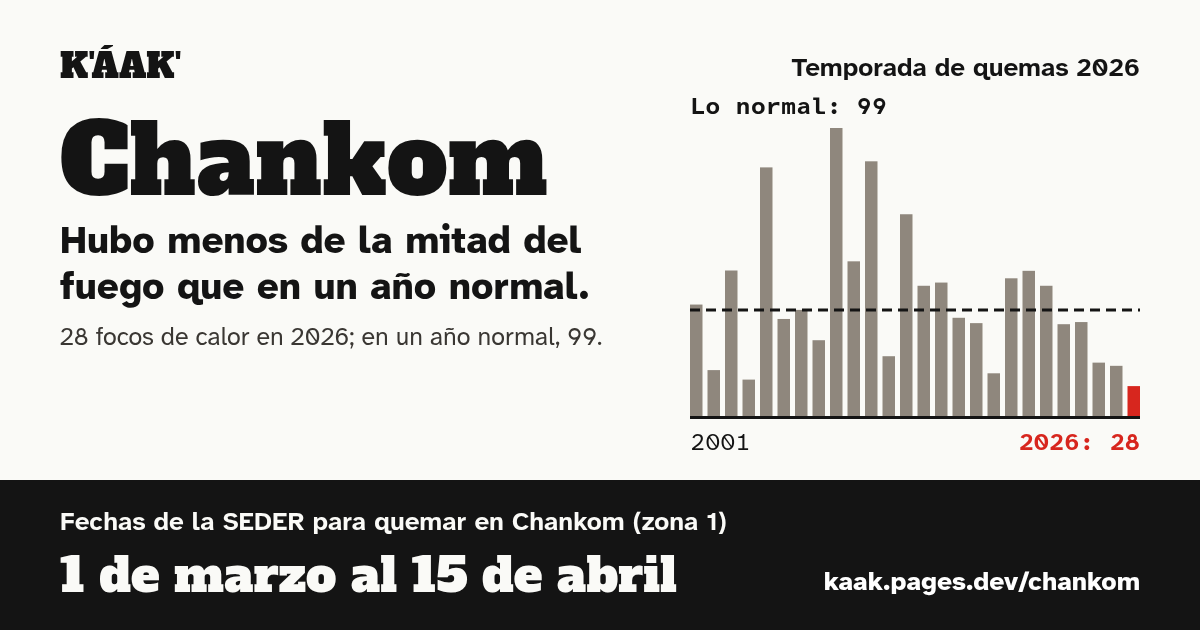 K'ÁAK'
Chankom
Hubo menos de la mitad del
fuego que en un año normal.
28 focos de calor en 2026; en un año normal, 99.
Temporada de quemas 2026
Lo normal: 99
2001
2026: 28
Fechas de la SEDER para quemar en Chankom (zona 1)
1 de marzo al 15 de abril
kaak.pages.dev/chankom